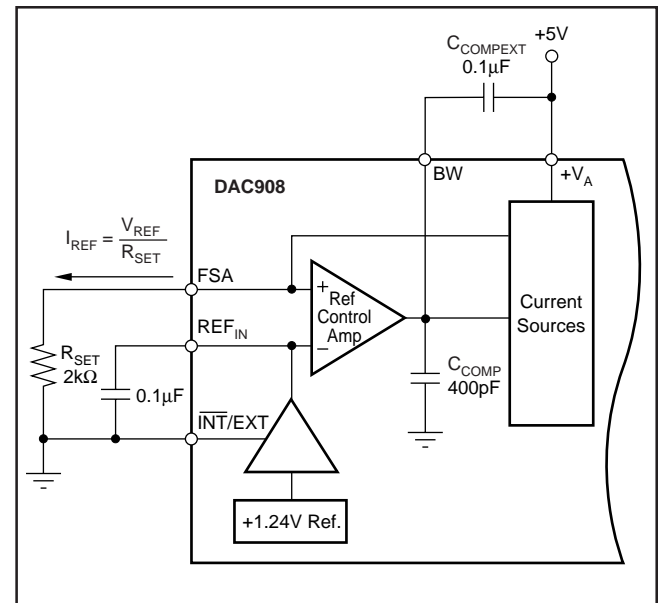 +5V
C_COMPEXT
0.1µF
BW
+V_A
DAC908
I_REF = V_REF / R_SET
FSA
+
Ref
Control
Amp
−
Current
Sources
REF_IN
R_SET
2kΩ
0.1µF
C_COMP
400pF
I̅N̅T̅/EXT
+1.24V Ref.